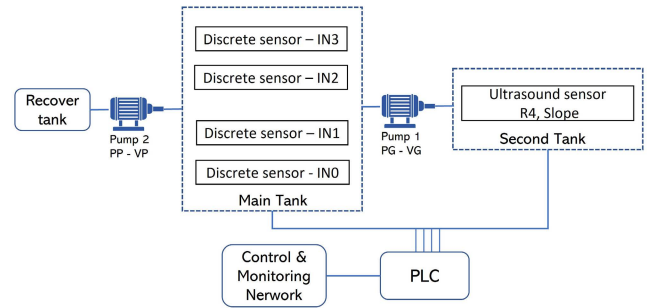 Discrete sensor – IN3
Discrete sensor – IN2
Discrete sensor – IN1
Discrete sensor - IN0
Main Tank
Recover
tank
Pump 2
PP - VP
Pump 1
PG - VG
Ultrasound sensor
R4, Slope
Second Tank
Control &
Monitoring
Nerwork
PLC